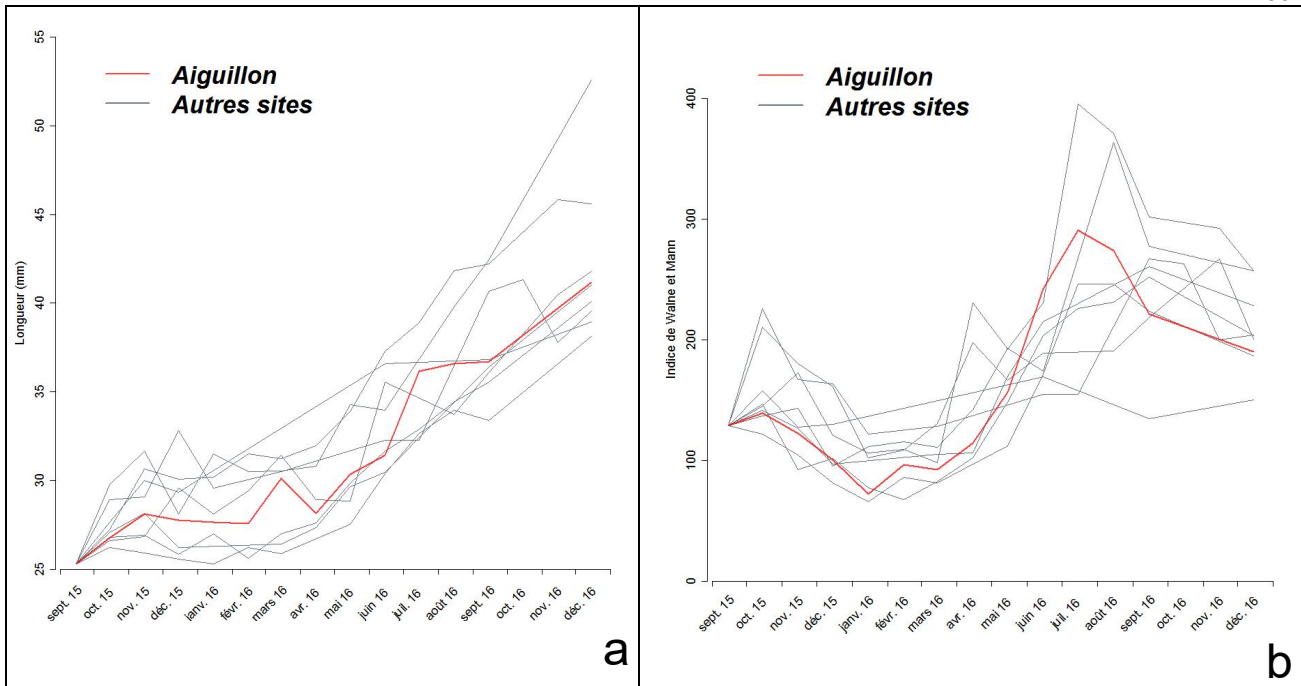 55
50
45
40
35
30
25
Longueur (mm)
Aiguillon
Autres sites
sept. 15
oct. 15
nov. 15
déc. 15
janv. 16
févr. 16
mars 16
avr. 16
mai 16
juin 16
juil. 16
août 16
sept. 16
oct. 16
nov. 16
déc. 16
a
400
300
200
100
0
Indice de Walne et Mann
Aiguillon
Autres sites
sept. 15
oct. 15
nov. 15
déc. 15
janv. 16
févr. 16
mars 16
avr. 16
mai 16
juin 16
juil. 16
août 16
sept. 16
oct. 16
nov. 16
déc. 16
b